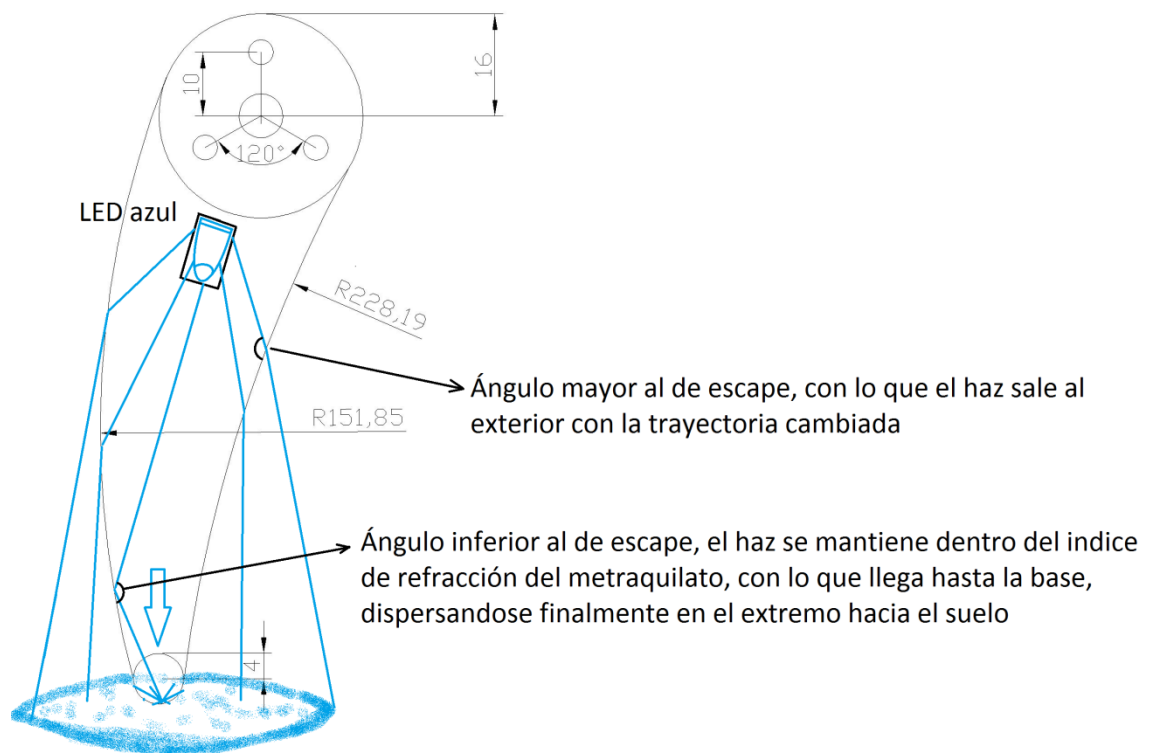 16
10
120°
LED azul
R228,19
Ángulo mayor al de escape, con lo que el haz sale al
exterior con la trayectoria cambiada
R151,85
Ángulo inferior al de escape, el haz se mantiene dentro del indice
de refracción del metraquilato, con lo que llega hasta la base,
dispersandose finalmente en el extremo hacia el suelo
4